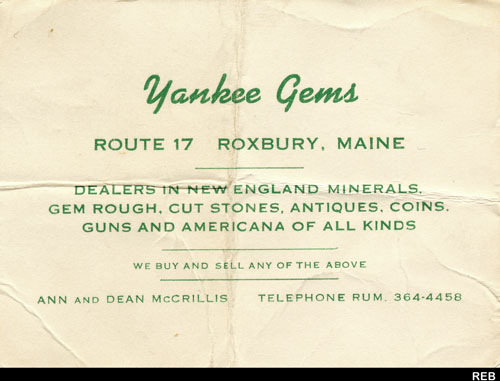 Yankee Gems
ROUTE 17 ROXBURY, MAINE
DEALERS IN NEW ENGLAND MINERALS,
GEM ROUGH, CUT STONES, ANTIQUES, COINS.
GUNS AND AMERICANA OF ALL KINDS
WE BUY AND SELL ANY OF THE ABOVE
ANN AND DEAN McCRILLIS TELEPHONE RUM. 364-4458
REB